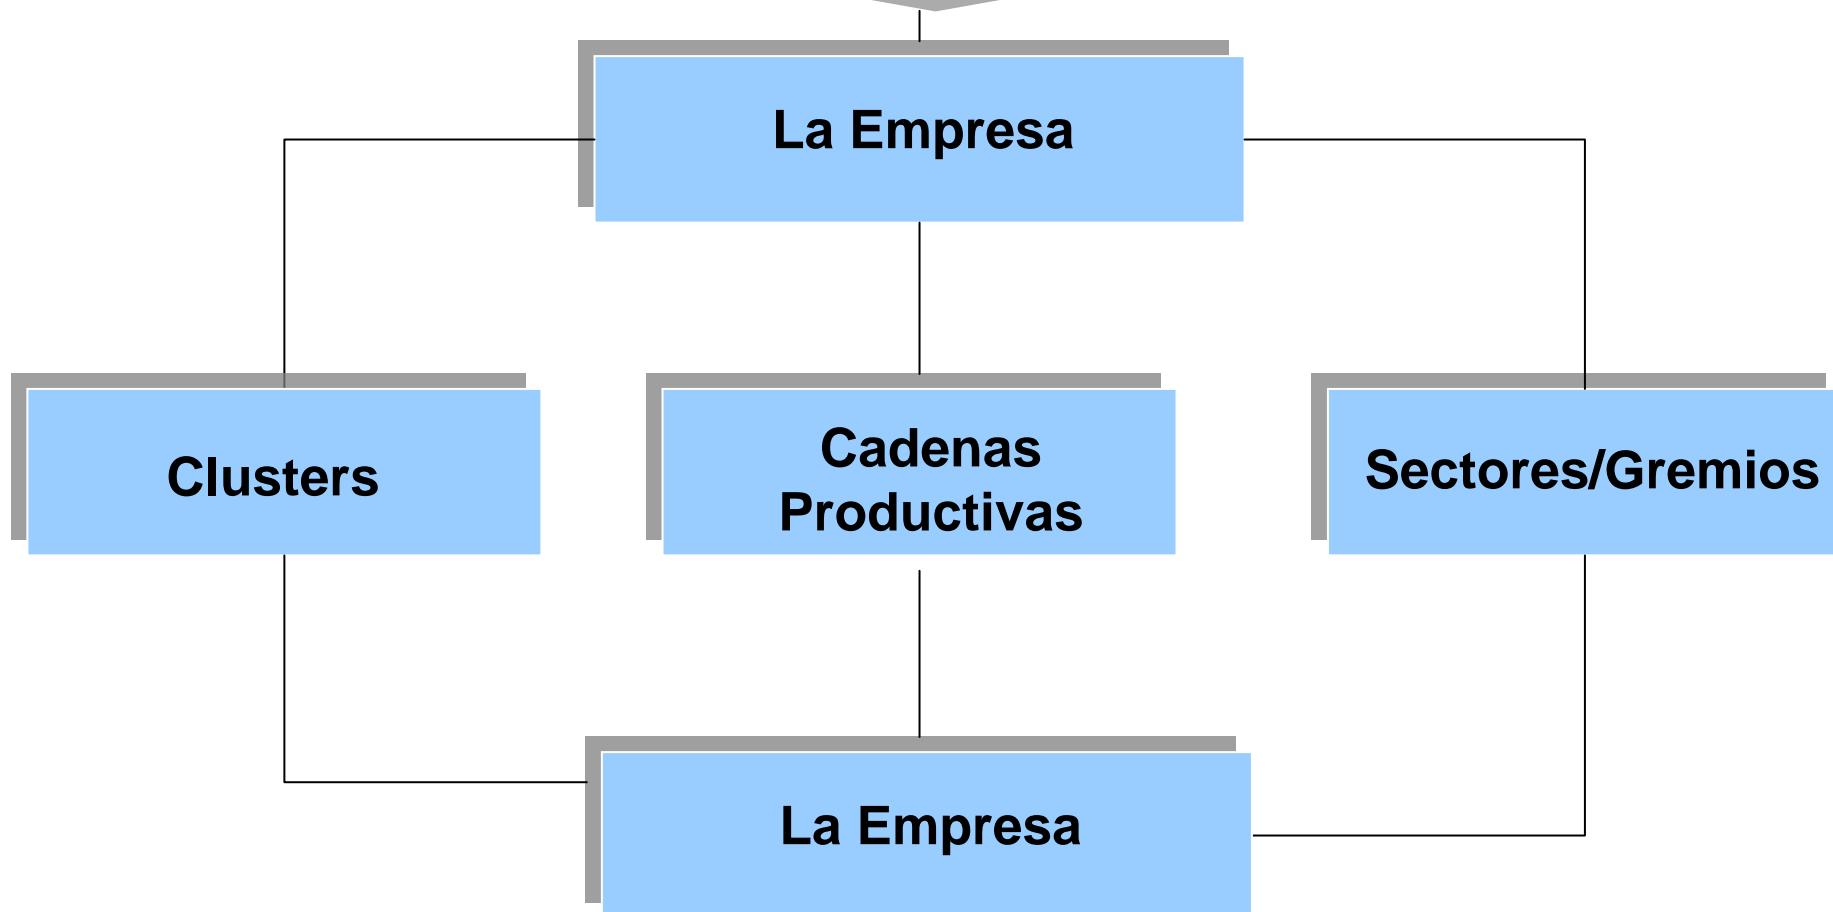 La Empresa
Clusters
Cadenas
Productivas
Sectores/Gremios
La Empresa